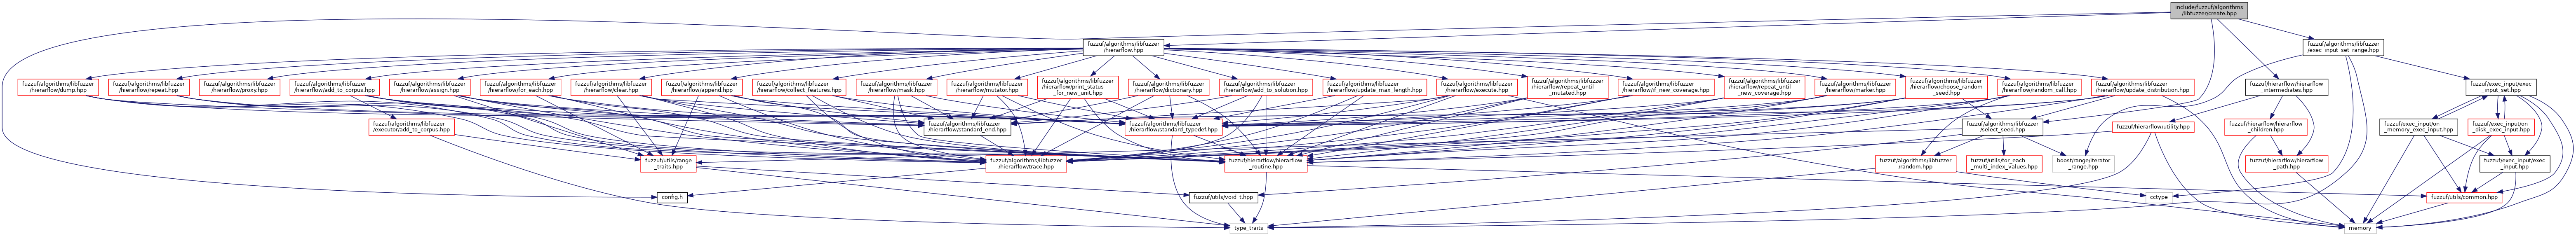 include/fuzzuf/algorithms
/libfuzzer/create.hpp
fuzzuf/algorithms/libfuzzer
/hierarflow.hpp
fuzzuf/algorithms/libfuzzer
/exec_input_set_range.hpp
fuzzuf/algorithms/libfuzzer
/hierarflow/dump.hpp
fuzzuf/algorithms/libfuzzer
/hierarflow/repeat.hpp
fuzzuf/algorithms/libfuzzer
/hierarflow/proxy.hpp
fuzzuf/algorithms/libfuzzer
/hierarflow/add_to_corpus.hpp
fuzzuf/algorithms/libfuzzer
/hierarflow/assign.hpp
fuzzuf/algorithms/libfuzzer
/hierarflow/for_each.hpp
fuzzuf/algorithms/libfuzzer
/hierarflow/clear.hpp
fuzzuf/algorithms/libfuzzer
/hierarflow/append.hpp
fuzzuf/algorithms/libfuzzer
/hierarflow/collect_features.hpp
fuzzuf/algorithms/libfuzzer
/hierarflow/mask.hpp
fuzzuf/algorithms/libfuzzer
/hierarflow/mutator.hpp
fuzzuf/algorithms/libfuzzer
/hierarflow/print_status
_for_new_unit.hpp
fuzzuf/algorithms/libfuzzer
/hierarflow/dictionary.hpp
fuzzuf/algorithms/libfuzzer
/hierarflow/add_to_solution.hpp
fuzzuf/algorithms/libfuzzer
/hierarflow/update_max_length.hpp
fuzzuf/algorithms/libfuzzer
/hierarflow/execute.hpp
fuzzuf/algorithms/libfuzzer
/hierarflow/repeat_until
_mutated.hpp
fuzzuf/algorithms/libfuzzer
/hierarflow/if_new_coverage.hpp
fuzzuf/algorithms/libfuzzer
/hierarflow/repeat_until
_new_coverage.hpp
fuzzuf/algorithms/libfuzzer
/hierarflow/marker.hpp
fuzzuf/algorithms/libfuzzer
/hierarflow/choose_random
_seed.hpp
fuzzuf/algorithms/libfuzzer
/hierarflow/random_call.hpp
fuzzuf/algorithms/libfuzzer
/hierarflow/update_distribution.hpp
fuzzuf/hierarflow/hierarflow
_intermediates.hpp
fuzzuf/exec_input/exec
_input_set.hpp
fuzzuf/algorithms/libfuzzer
/executor/add_to_corpus.hpp
fuzzuf/algorithms/libfuzzer
/hierarflow/standard_end.hpp
fuzzuf/algorithms/libfuzzer
/hierarflow/standard_typedef.hpp
fuzzuf/algorithms/libfuzzer
/select_seed.hpp
fuzzuf/hierarflow/utility.hpp
fuzzuf/hierarflow/hierarflow
_children.hpp
fuzzuf/exec_input/on
_memory_exec_input.hpp
fuzzuf/exec_input/on
_disk_exec_input.hpp
fuzzuf/utils/range
_traits.hpp
fuzzuf/algorithms/libfuzzer
/hierarflow/trace.hpp
fuzzuf/hierarflow/hierarflow
_routine.hpp
fuzzuf/algorithms/libfuzzer
/random.hpp
fuzzuf/utils/for_each
_multi_index_values.hpp
boost/range/iterator
_range.hpp
fuzzuf/hierarflow/hierarflow
_path.hpp
fuzzuf/exec_input/exec
_input.hpp
config.h
fuzzuf/utils/void_t.hpp
cctype
fuzzuf/utils/common.hpp
type_traits
memory